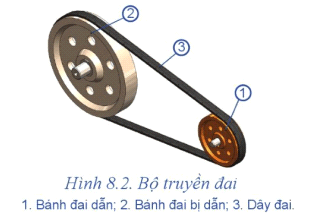 2
3
1
Hình 8.2. Bộ truyền đai
1. Bánh đai dẫn; 2. Bánh đai bị dẫn; 3. Dây đai.